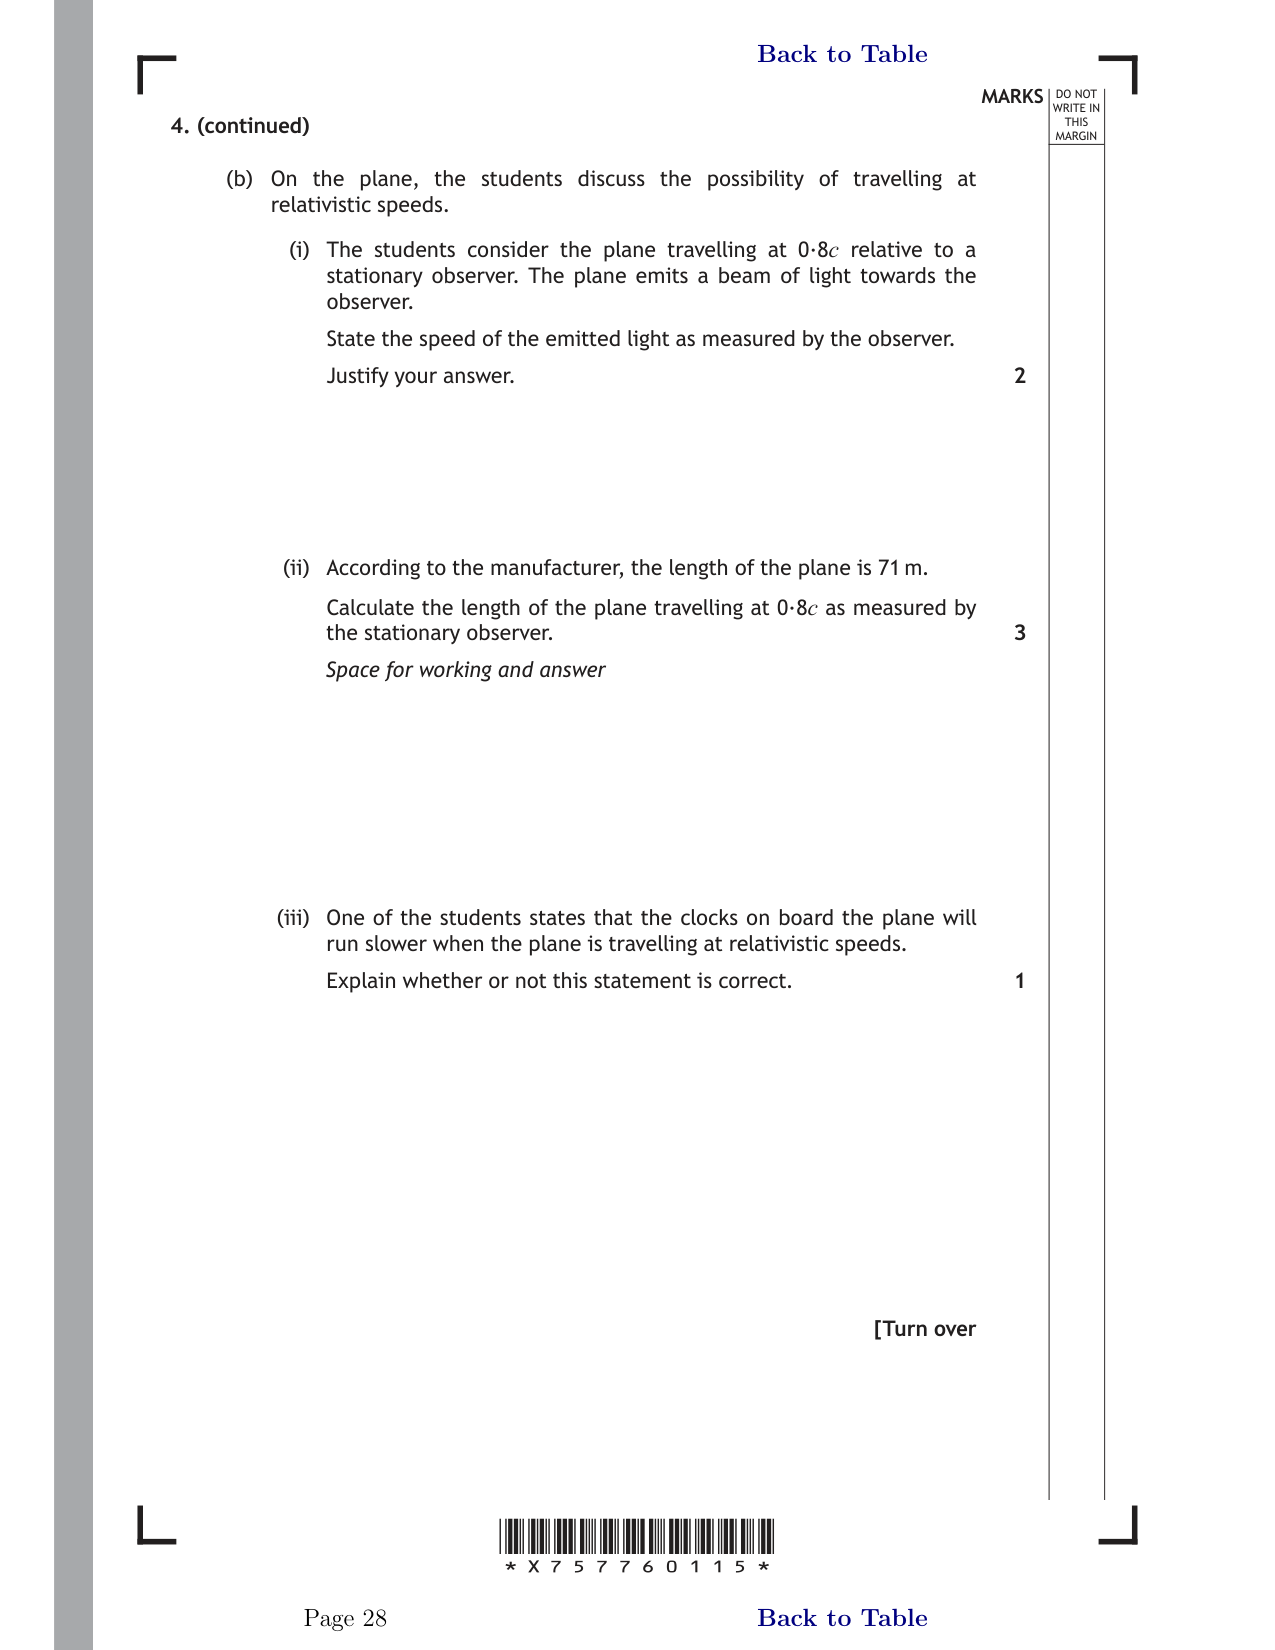 Back to Table
MARKS
DO NOT
WRITE IN
THIS
MARGIN
4. (continued)
(b) On the plane, the students discuss the possibility of travelling at
relativistic speeds.
(i) The students consider the plane travelling at 0·8c relative to a
stationary observer. The plane emits a beam of light towards the
observer.
State the speed of the emitted light as measured by the observer.
Justify your answer. 2
(ii) According to the manufacturer, the length of the plane is 71 m.
Calculate the length of the plane travelling at 0·8c as measured by
the stationary observer. 3
Space for working and answer
(iii) One of the students states that the clocks on board the plane will
run slower when the plane is travelling at relativistic speeds.
Explain whether or not this statement is correct. 1
[Turn over
* X 7 5 7 7 6 0 1 1 5 *
Page 28
Back to Table